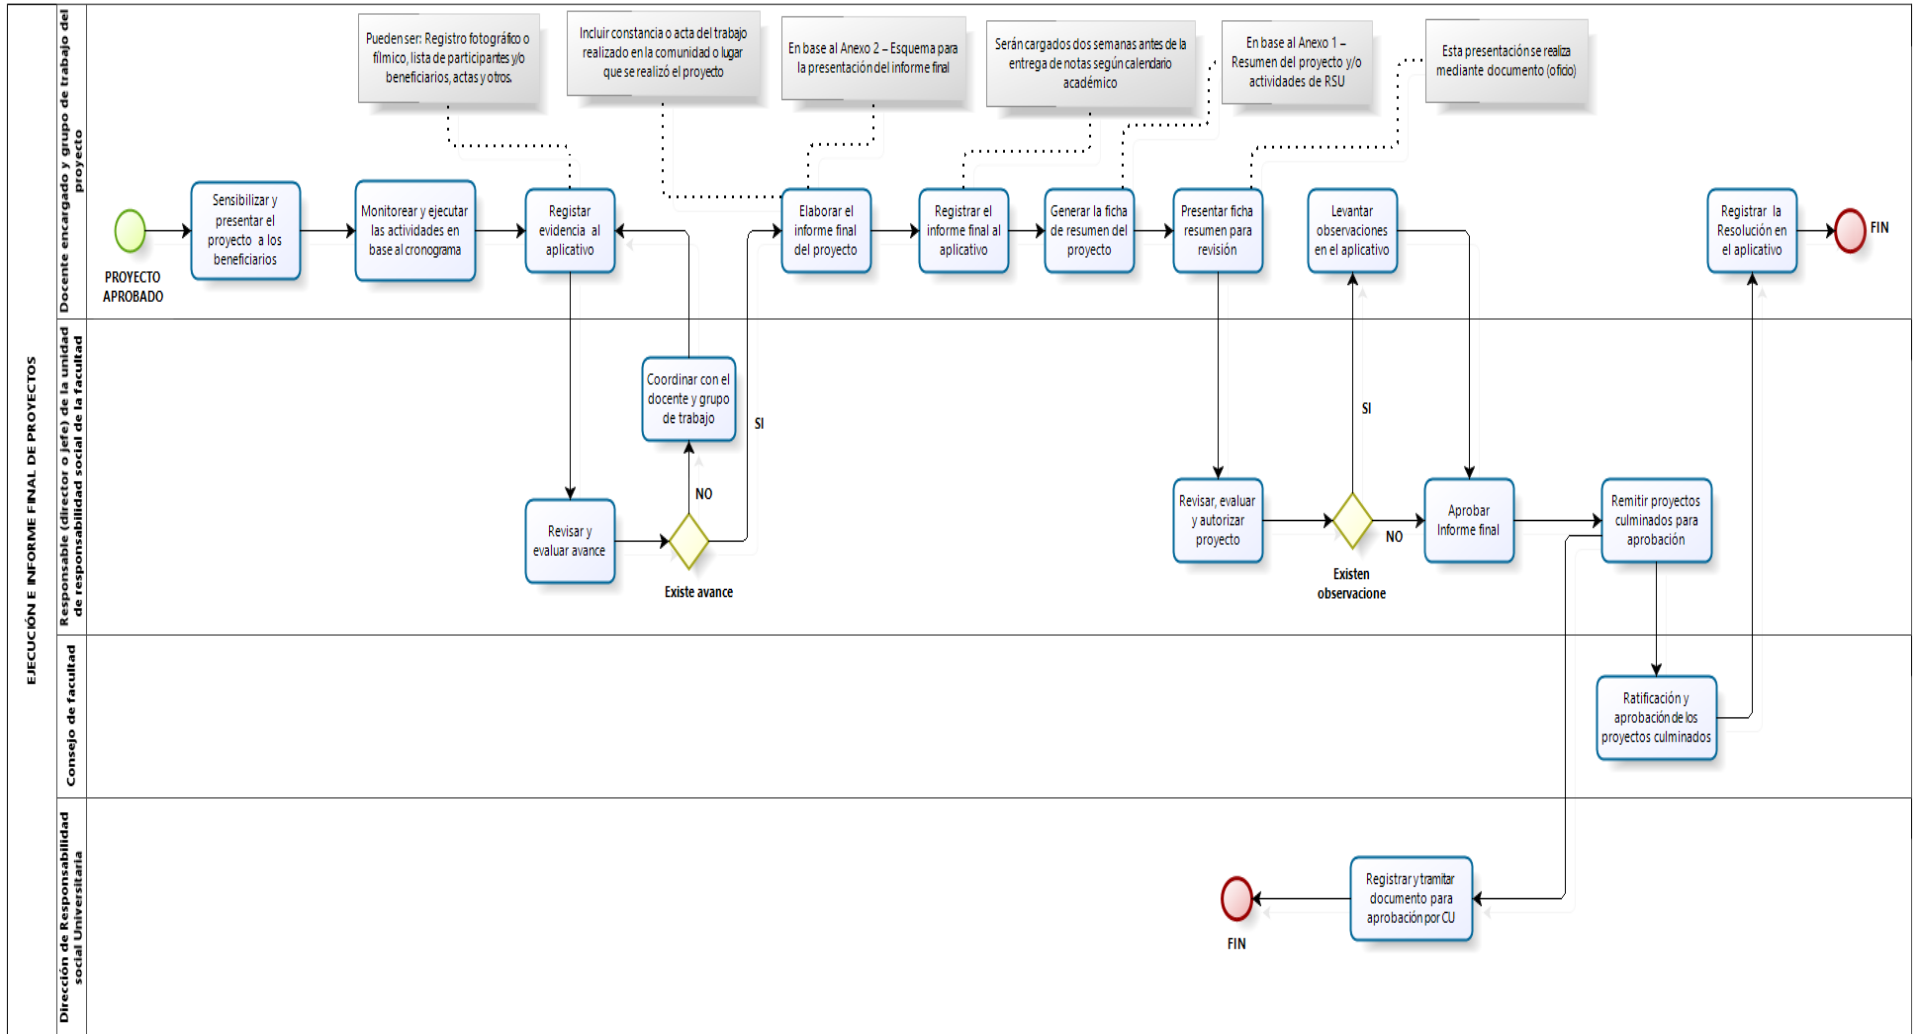 EJECUCIÓN E INFORME FINAL DE PROYECTOS
Docente encargado y grupo de trabajo del
proyecto
Pueden ser: Registro fotográfico o
fílmico, lista de participantes y/o
beneficiarios, actas y otros.
Incluir constancia o acta del trabajo
realizado en la comunidad o lugar
que se realizó el proyecto
En base al Anexo 2 – Esquema para
la presentación del informe final
Serán cargados dos semanas antes de la
entrega de notas según calendario
académico
En base al Anexo 1 –
Resumen del proyecto y/o
actividades de RSU
Esta presentación se realiza
mediante documento (oficio)
PROYECTO
APROBADO
Sensibilizar y
presentar el
proyecto a los
beneficiarios
Monitorear y ejecutar
las actividades en
base al cronograma
Registar
evidencia al
aplicativo
Elaborar el
informe final
del proyecto
Registrar el
informe final al
aplicativo
Generar la ficha
de resumen del
proyecto
Presentar ficha
resumen para
revisión
Levantar
observaciones
en el aplicativo
Registrar la
Resolución en
el aplicativo
FIN
Responsable (director o jefe) de la unidad
de responsabilidad social de la facultad
Coordinar con el
docente y grupo
de trabajo
SI
NO
Revisar y
evaluar avance
Existe avance
Revisar, evaluar
y autorizar
proyecto
SI
NO
Existen
observacione
Aprobar
Informe final
Remitir proyectos
culminados para
aprobación
Consejo de facultad
Ratificación y
aprobación de los
proyectos culminados
Dirección de Responsabilidad
social Universitaria
Registrar y tramitar
documento para
aprobación por CU
FIN